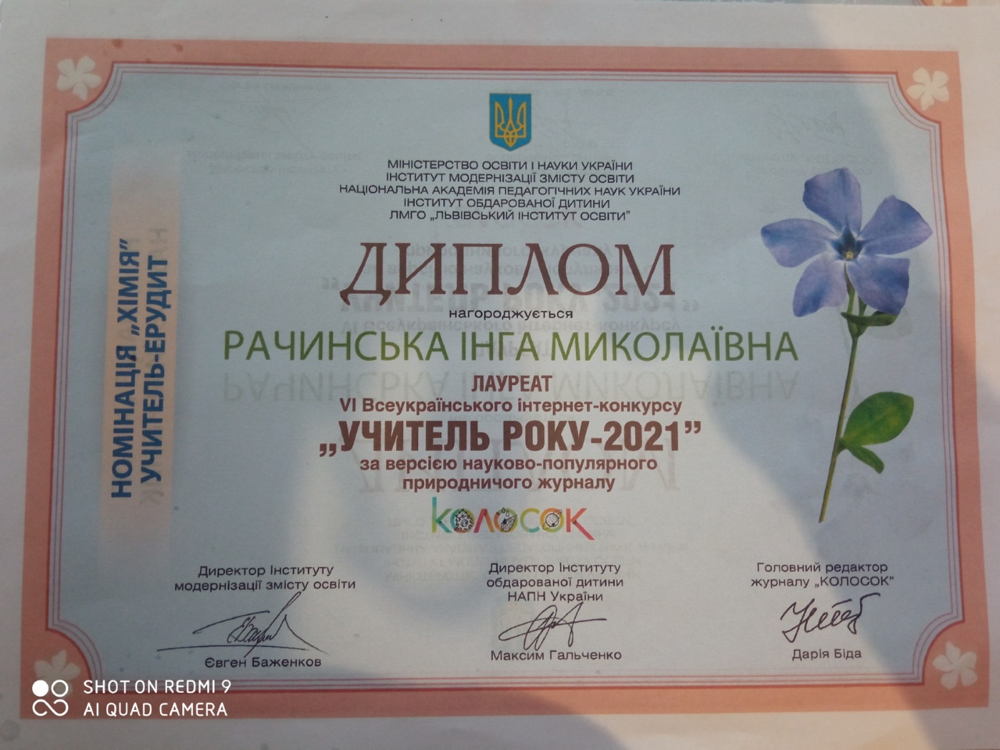 МІНІСТЕРСТВО ОСВІТИ І НАУКИ УКРАЇНИ
ІНСТИТУТ МОДЕРНІЗАЦІЇ ЗМІСТУ ОСВІТИ
НАЦІОНАЛЬНА АКАДЕМІЯ ПЕДАГОГІЧНИХ НАУК УКРАЇНИ
ІНСТИТУТ ОБДАРОВАНОЇ ДИТИНИ
ЛМГО „ЛЬВІВСЬКИЙ ІНСТИТУТ ОСВІТИ”
НОМІНАЦІЯ „ХІМІЯ”
УЧИТЕЛЬ-ЕРУДИТ
ДИПЛОМ
нагороджується
РАЧИНСЬКА ІНГА МИКОЛАЇВНА
ЛАУРЕАТ
VI Всеукраїнського інтернет-конкурсу
„УЧИТЕЛЬ РОКУ-2021”
за версією науково-популярного
природничого журналу
колосок
Директор Інституту
модернізації змісту освіти
Євген Баженков
Директор Інституту
обдарованої дитини
НАПН України
Максим Гальченко
Головний редактор
журналу „КОЛОСОК”
Дарія Біда
SHOT ON REDMI 9
AI QUAD CAMERA